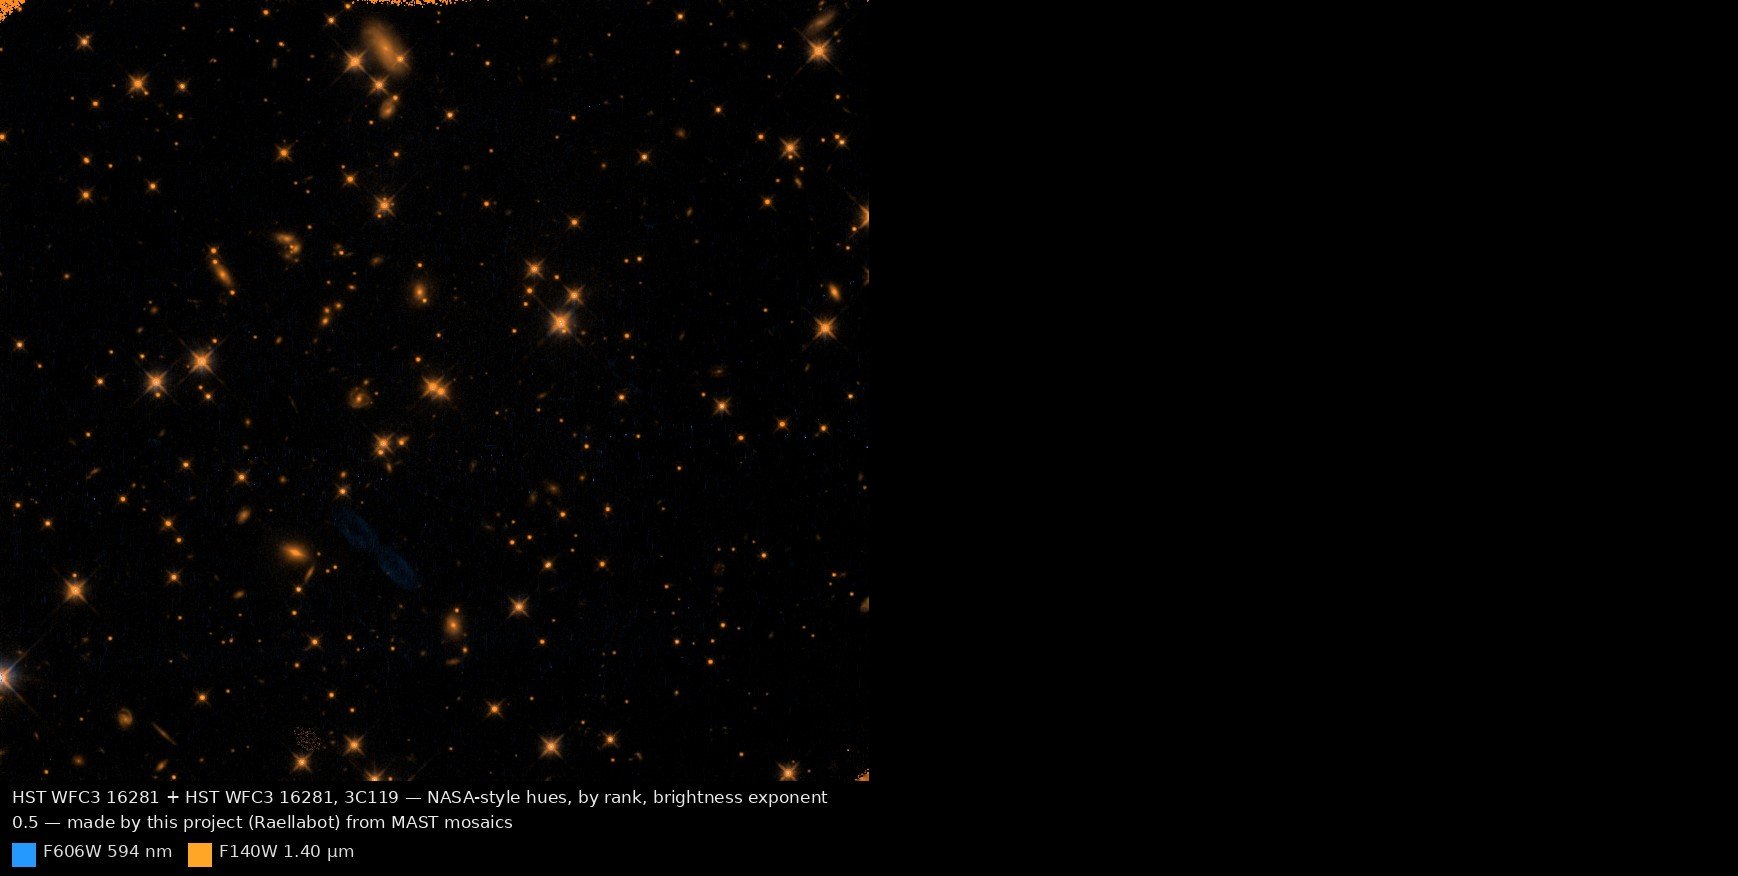 HST WFC3 16281 + HST WFC3 16281, 3C119 — NASA-style hues, by rank, brightness exponent
0.5 — made by this project (Raellabot) from MAST mosaics
F606W 594 nm F140W 1.40 µm